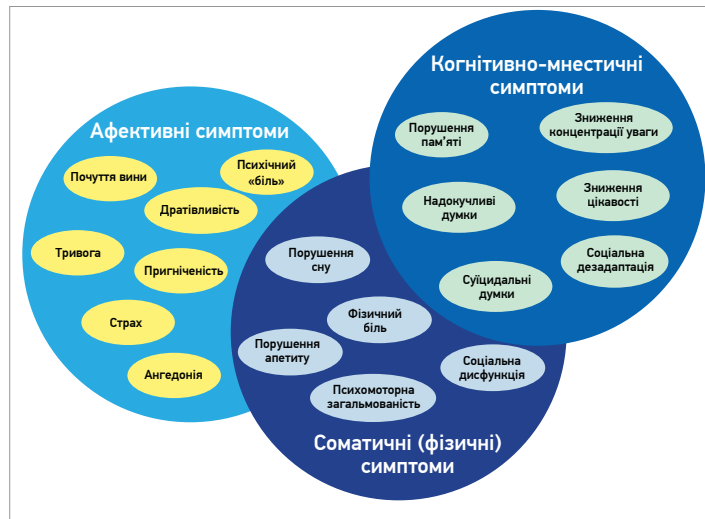 Когнітивно-мнестичні
симптоми
Порушення
пам’яті
Зниження
концентрації уваги
Надокучливі
думки
Зниження
цікавості
Суїцидальні
думки
Соціальна
дезадаптація
Афективні симптоми
Почуття вини
Психічний
«біль»
Дратівливість
Тривога
Пригніченість
Страх
Ангедонія
Порушення
сну
Фізичний
біль
Порушення
апетиту
Соціальна
дисфункція
Психомоторна
загальмованість
Соматичні (фізичні)
симптоми